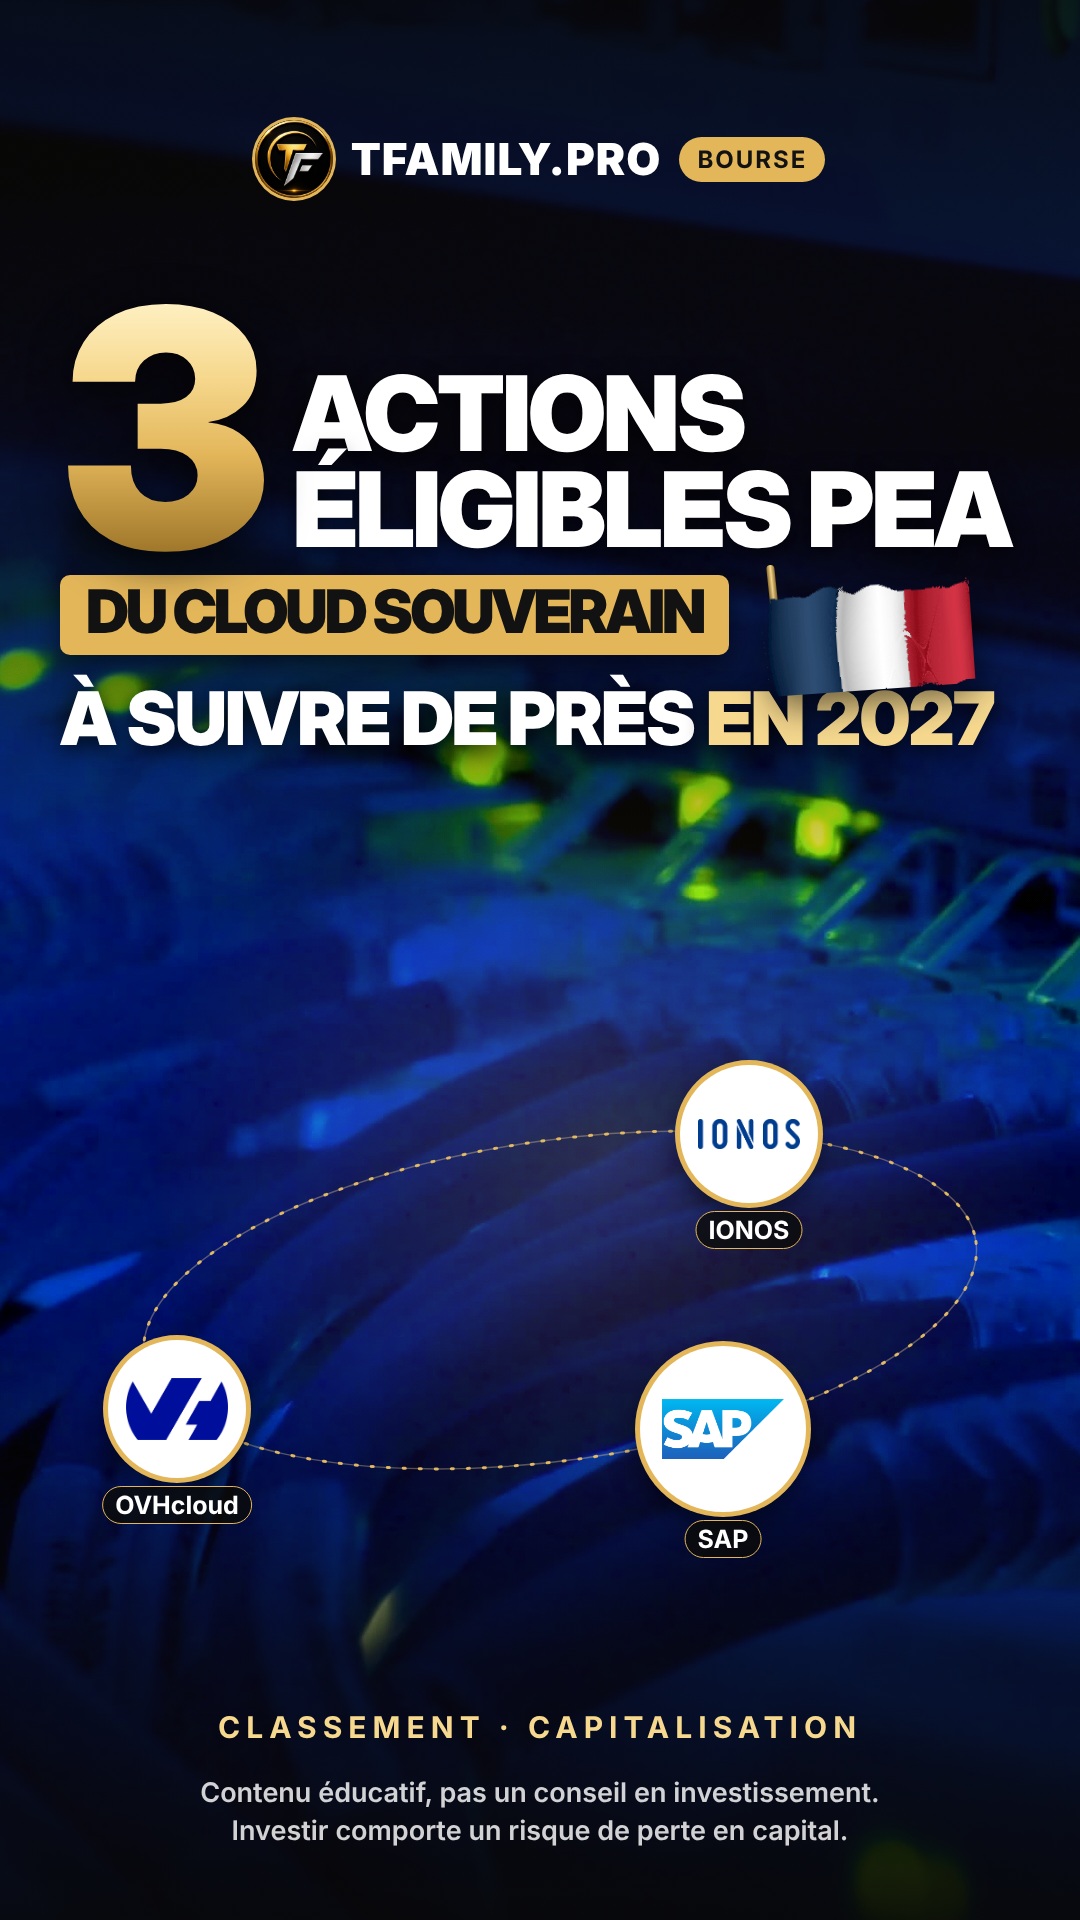 TF
TFAMILY.PRO BOURSE
3 ACTIONS
ÉLIGIBLES PEA
DU CLOUD SOUVERAIN
À SUIVRE DE PRÈS EN 2027
IONOS
IONOS
SAP
OVHcloud
SAP
CLASSEMENT · CAPITALISATION
Contenu éducatif, pas un conseil en investissement.
Investir comporte un risque de perte en capital.